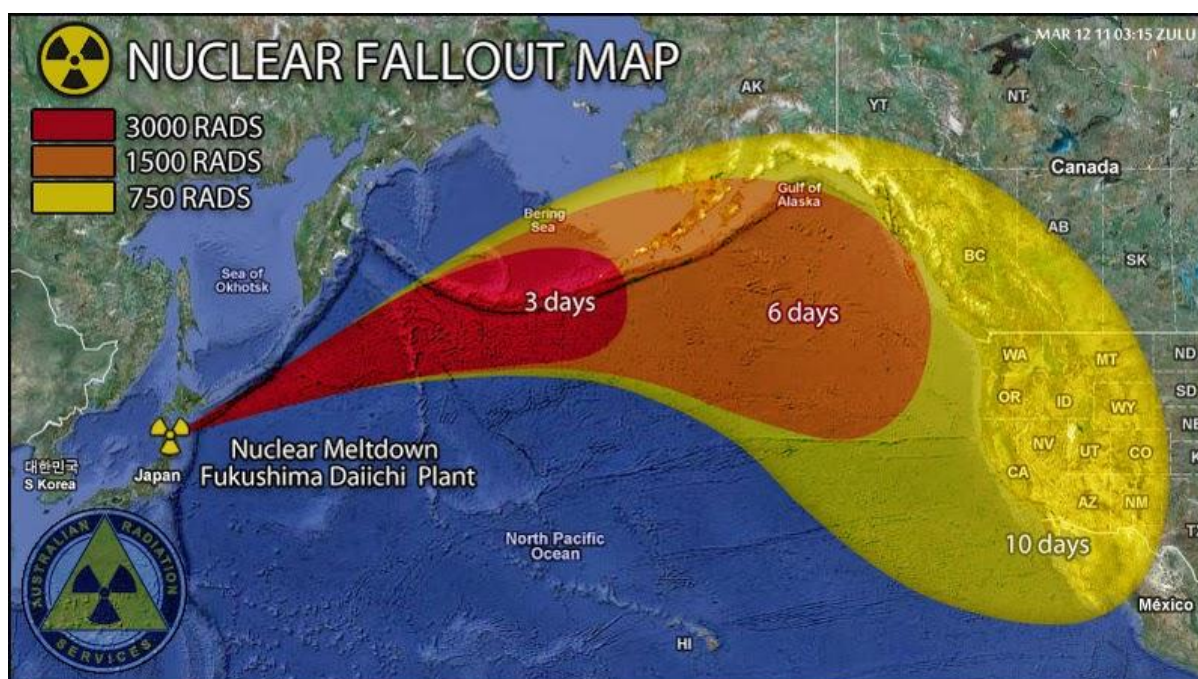 NUCLEAR FALLOUT MAP
MAR 12 11 03:15 ZULU
3000 RADS
1500 RADS
750 RADS
AK
YT
NT
Canada
Gulf of
Alaska
Bering
Sea
AB
BC
SK
Sea of
Okhotsk
3 days
6 days
WA
MT
ND
OR
ID
SD
WY
NE
NV
UT
CO
K
CA
AZ
NM
TX
대한민국
S Korea
Japan
Nuclear Meltdown
Fukushima Daiichi Plant
North Pacific
Ocean
10 days
México
HI
AUSTRALIAN RADIATION
SERVICES